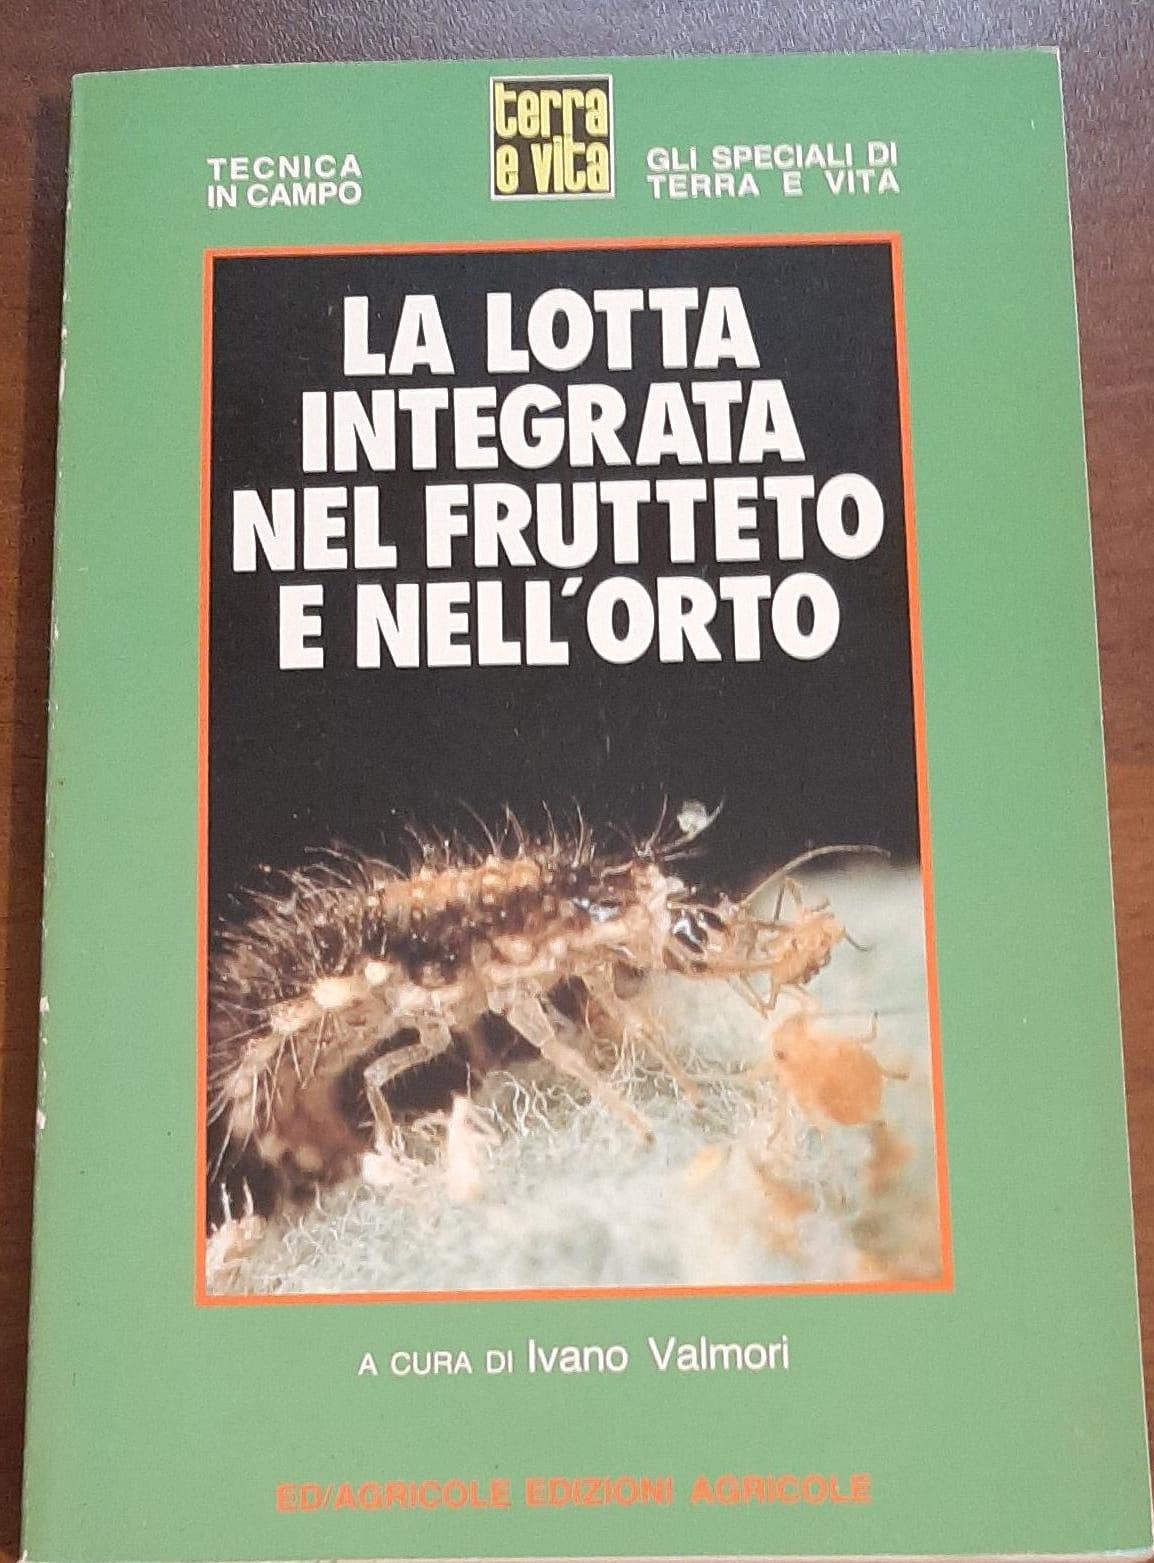 TECNICA
IN CAMPO
terra
e vita
GLI SPECIALI DI
TERRA E VITA
LA LOTTA
INTEGRATA
NEL FRUTTETO
E NELL'ORTO
A CURA DI Ivano Valmori
ED/AGRICOLE EDIZIONI AGRICOLE